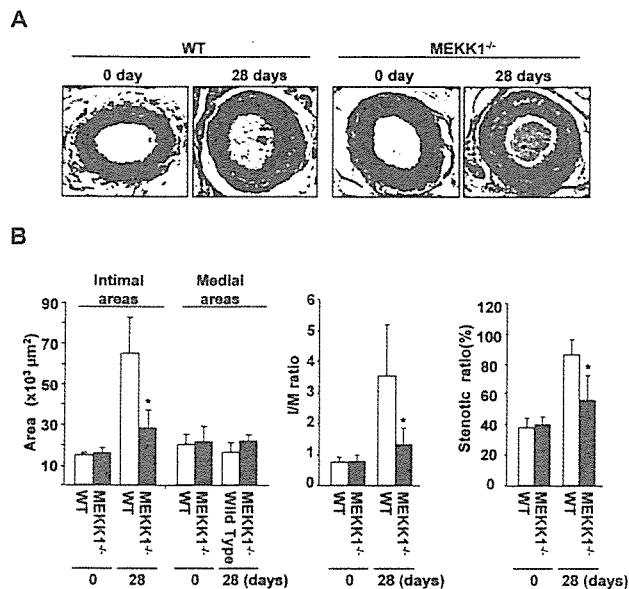 A
WT MEKK1-/-
0 day 28 days 0 day 28 days
B
Intimal areas
Medial areas
Area (x10³ µm²)
90
70
50
30
10
*
WT MEKK1-/- WT MEKK1-/- WT MEKK1-/- Wild Type MEKK1-/-
0 28 0 28 (days)
I/M ratio
6
5
4
3
2
1
0
*
WT MEKK1-/- WT MEKK1-/-
0 28 (days)
Stenotic ratio(%)
120
100
80
60
40
20
0
*
WT MEKK1-/- WT MEKK1-/-
0 28 (days)